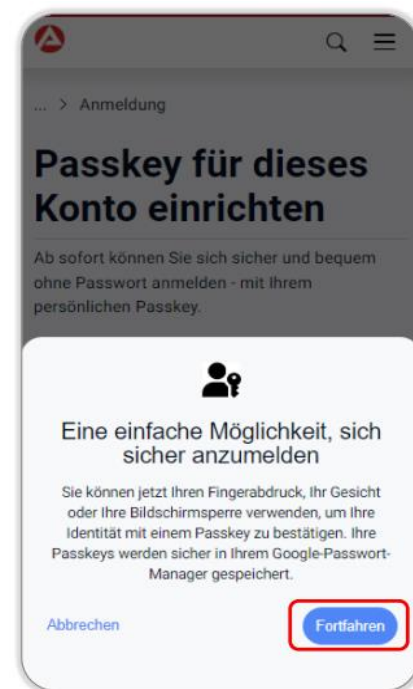 ... > Anmeldung
Passkey für dieses
Konto einrichten
Ab sofort können Sie sich sicher und bequem
ohne Passwort anmelden - mit Ihrem
persönlichen Passkey.
Eine einfache Möglichkeit, sich
sicher anzumelden
Sie können jetzt Ihren Fingerabdruck, Ihr Gesicht
oder Ihre Bildschirmsperre verwenden, um Ihre
Identität mit einem Passkey zu bestätigen. Ihre
Passkeys werden sicher in Ihrem Google-Passwort-
Manager gespeichert.
Abbrechen Fortfahren